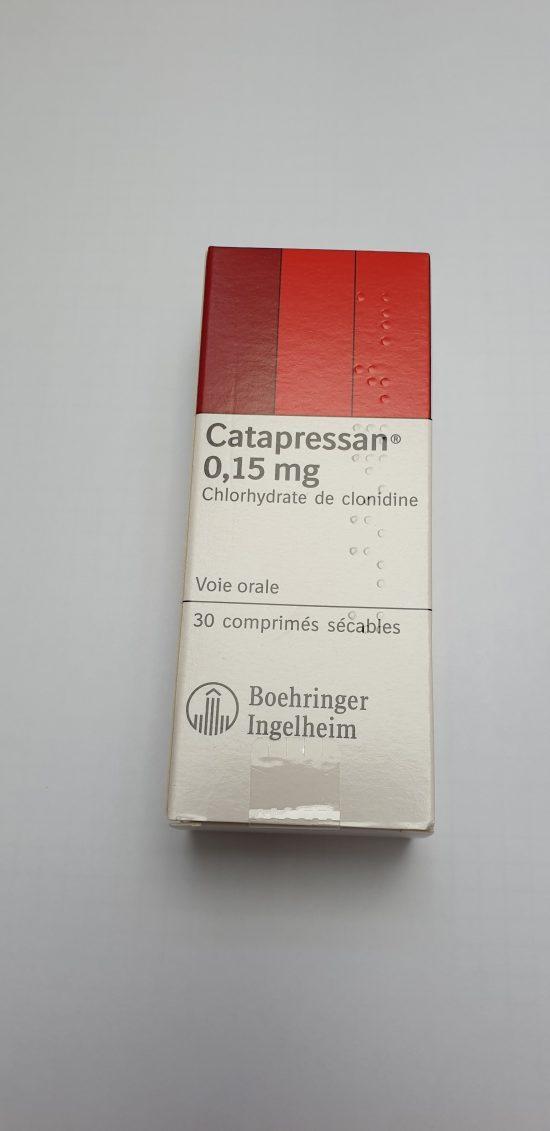 Catapressan®
0,15 mg
Chlorhydrate de clonidine
Voie orale
30 comprimés sécables
Boehringer
Ingelheim